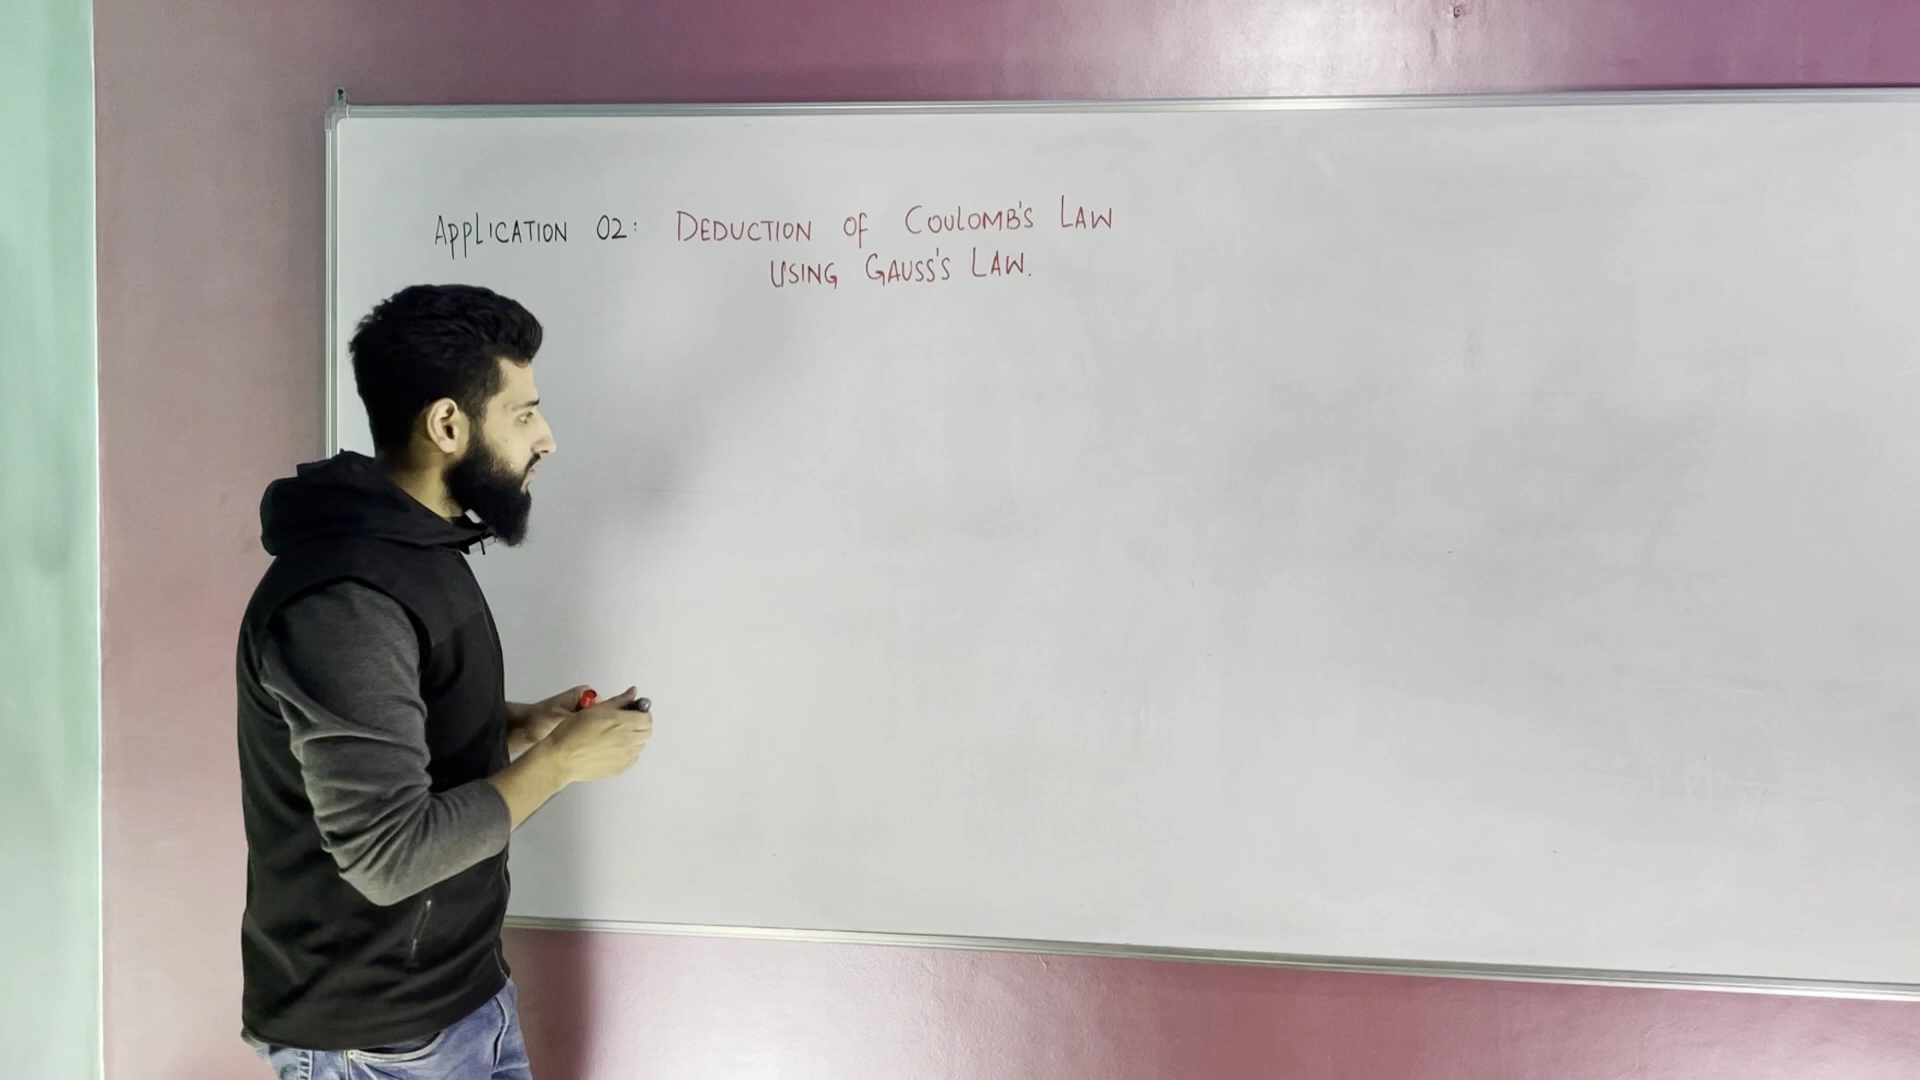 APPLICATION 02: DEDUCTION OF COULOMB'S LAW
USING GAUSS'S LAW.